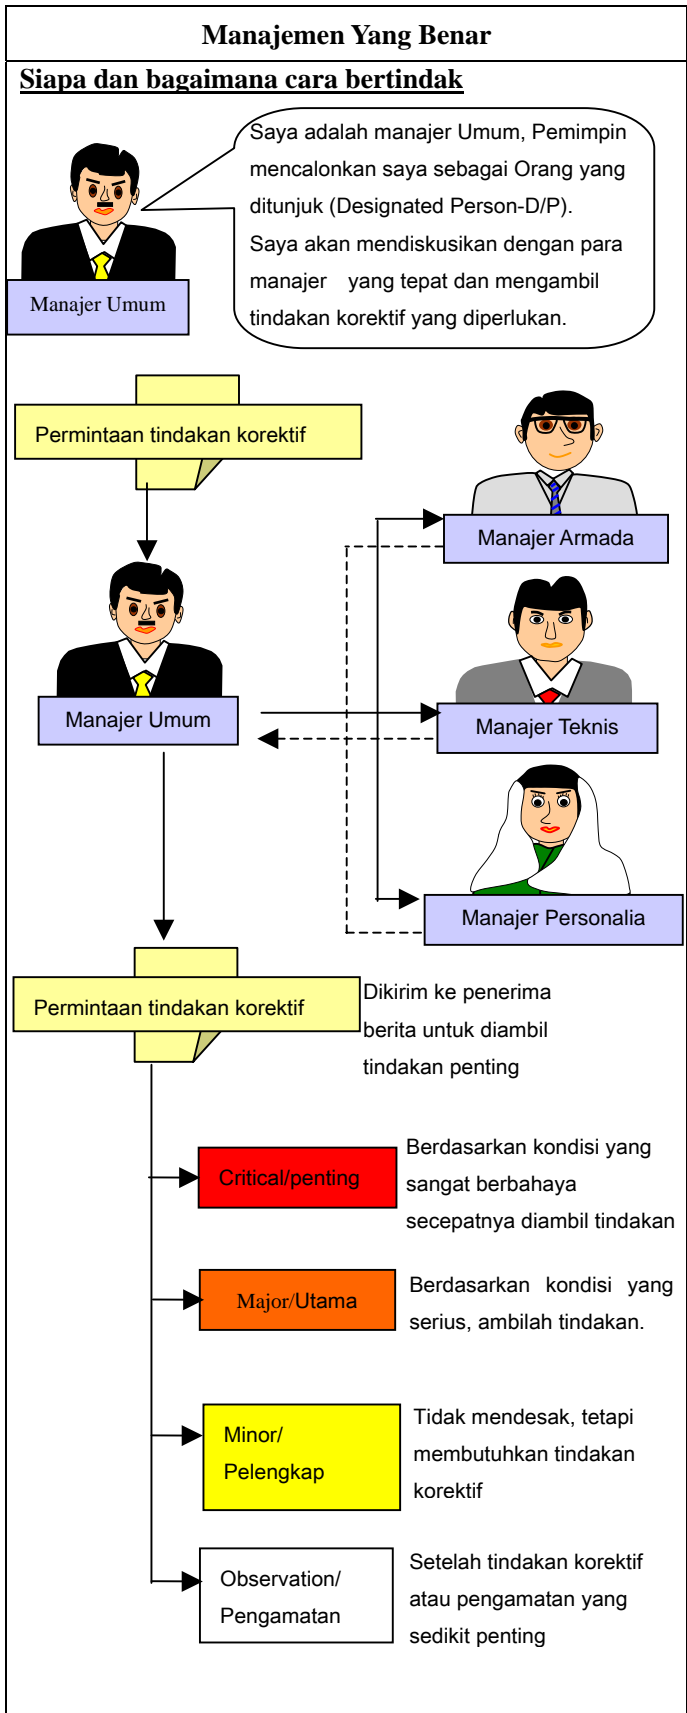 Manajemen Yang Benar
Siapa dan bagaimana cara bertindak
Saya adalah manajer Umum, Pemimpin
mencalonkan saya sebagai Orang yang
ditunjuk (Designated Person-D/P).
Saya akan mendiskusikan dengan para
manajer yang tepat dan mengambil
tindakan korektif yang diperlukan.
Manajer Umum
Permintaan tindakan korektif
Manajer Armada
Manajer Umum
Manajer Teknis
Manajer Personalia
Permintaan tindakan korektif
Dikirim ke penerima
berita untuk diambil
tindakan penting
Critical/penting
Berdasarkan kondisi yang
sangat berbahaya
secepatnya diambil tindakan
Major/Utama
Berdasarkan kondisi yang
serius, ambilah tindakan.
Minor/
Pelengkap
Tidak mendesak, tetapi
membutuhkan tindakan
korektif
Observation/
Pengamatan
Setelah tindakan korektif
atau pengamatan yang
sedikit penting